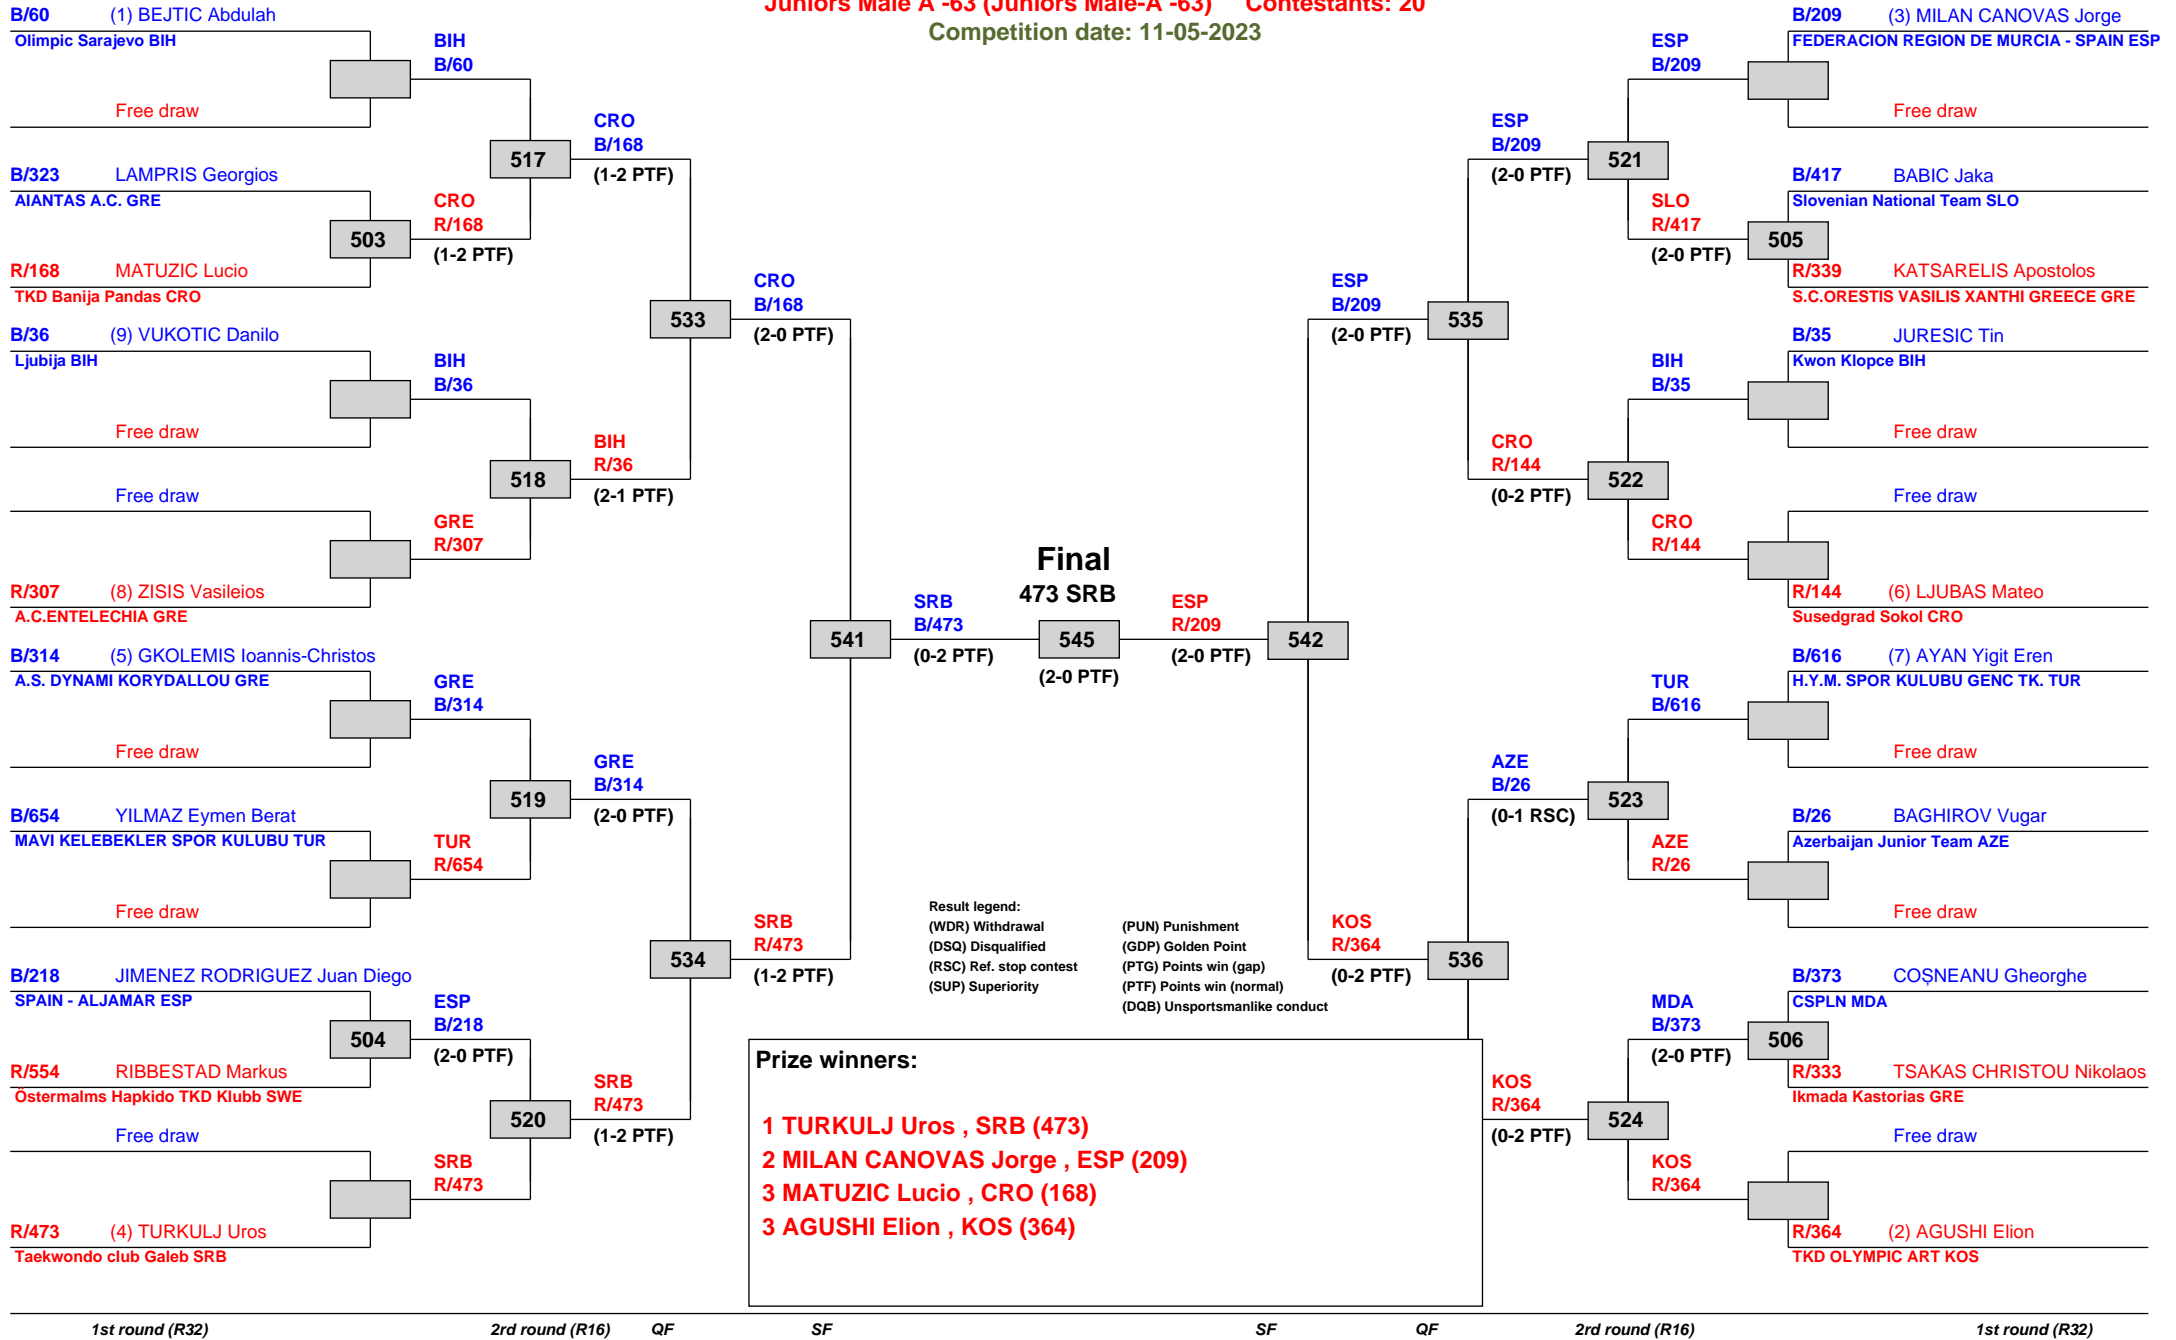 Juniors Male A -63 (Juniors Male-A -63) Contestants: 20
Competition date: 11-05-2023
B/60 (1) BEJTIC Abdulah
Olimpic Sarajevo BIH
Free draw
B/323 LAMPRIS Georgios
AIANTAS A.C. GRE
503
R/168 MATUZIC Lucio
TKD Banija Pandas CRO
B/36 (9) VUKOTIC Danilo
Ljubija BIH
Free draw
Free draw
R/307 (8) ZISIS Vasileios
A.C.ENTELECHIA GRE
B/314 (5) GKOLEMIS Ioannis-Christos
A.S. DYNAMI KORYDALLOU GRE
Free draw
B/654 YILMAZ Eymen Berat
MAVI KELEBEKLER SPOR KULUBU TUR
Free draw
B/218 JIMENEZ RODRIGUEZ Juan Diego
SPAIN - ALJAMAR ESP
504
R/554 RIBBESTAD Markus
Östermalms Hapkido TKD Klubb SWE
Free draw
R/473 (4) TURKULJ Uros
Taekwondo club Galeb SRB
BIH
B/60
517
CRO
R/168
(1-2 PTF)
BIH
B/36
518
GRE
R/307
GRE
B/314
519
TUR
R/654
ESP
B/218
(2-0 PTF)
520
SRB
R/473
CRO
B/168
(1-2 PTF)
533
BIH
R/36
(2-1 PTF)
GRE
B/314
(2-0 PTF)
534
SRB
R/473
(1-2 PTF)
CRO
B/168
(2-0 PTF)
541
SRB
R/473
(1-2 PTF)
SRB
B/473
(0-2 PTF)
Final
473 SRB
545
(2-0 PTF)
ESP
R/209
(2-0 PTF)
542
ESP
B/209
(2-0 PTF)
KOS
R/364
(0-2 PTF)
535
536
ESP
B/209
(2-0 PTF)
CRO
R/144
(0-2 PTF)
AZE
B/26
(0-1 RSC)
KOS
R/364
(0-2 PTF)
521
522
523
524
ESP
B/209
SLO
R/417
(2-0 PTF)
BIH
B/35
CRO
R/144
TUR
B/616
AZE
R/26
MDA
B/373
(2-0 PTF)
KOS
R/364
B/209 (3) MILAN CANOVAS Jorge
FEDERACION REGION DE MURCIA - SPAIN ESP
Free draw
B/417 BABIC Jaka
Slovenian National Team SLO
505
R/339 KATSARELIS Apostolos
S.C.ORESTIS VASILIS XANTHI GREECE GRE
B/35 JURESIC Tin
Kwon Klopce BIH
Free draw
Free draw
R/144 (6) LJUBAS Mateo
Susedgrad Sokol CRO
B/616 (7) AYAN Yigit Eren
H.Y.M. SPOR KULUBU GENC TK. TUR
Free draw
B/26 BAGHIROV Vugar
Azerbaijan Junior Team AZE
Free draw
B/373 COȘNEANU Gheorghe
CSPLN MDA
506
R/333 TSAKAS CHRISTOU Nikolaos
Ikmada Kastorias GRE
Free draw
R/364 (2) AGUSHI Elion
TKD OLYMPIC ART KOS
Result legend:
(WDR) Withdrawal
(DSQ) Disqualified
(RSC) Ref. stop contest
(SUP) Superiority
(PUN) Punishment
(GDP) Golden Point
(PTG) Points win (gap)
(PTF) Points win (normal)
(DQB) Unsportsmanlike conduct
Prize winners:
1 TURKULJ Uros , SRB (473)
2 MILAN CANOVAS Jorge , ESP (209)
3 MATUZIC Lucio , CRO (168)
3 AGUSHI Elion , KOS (364)
1st round (R32) 2rd round (R16) QF SF SF QF 2rd round (R16) 1st round (R32)